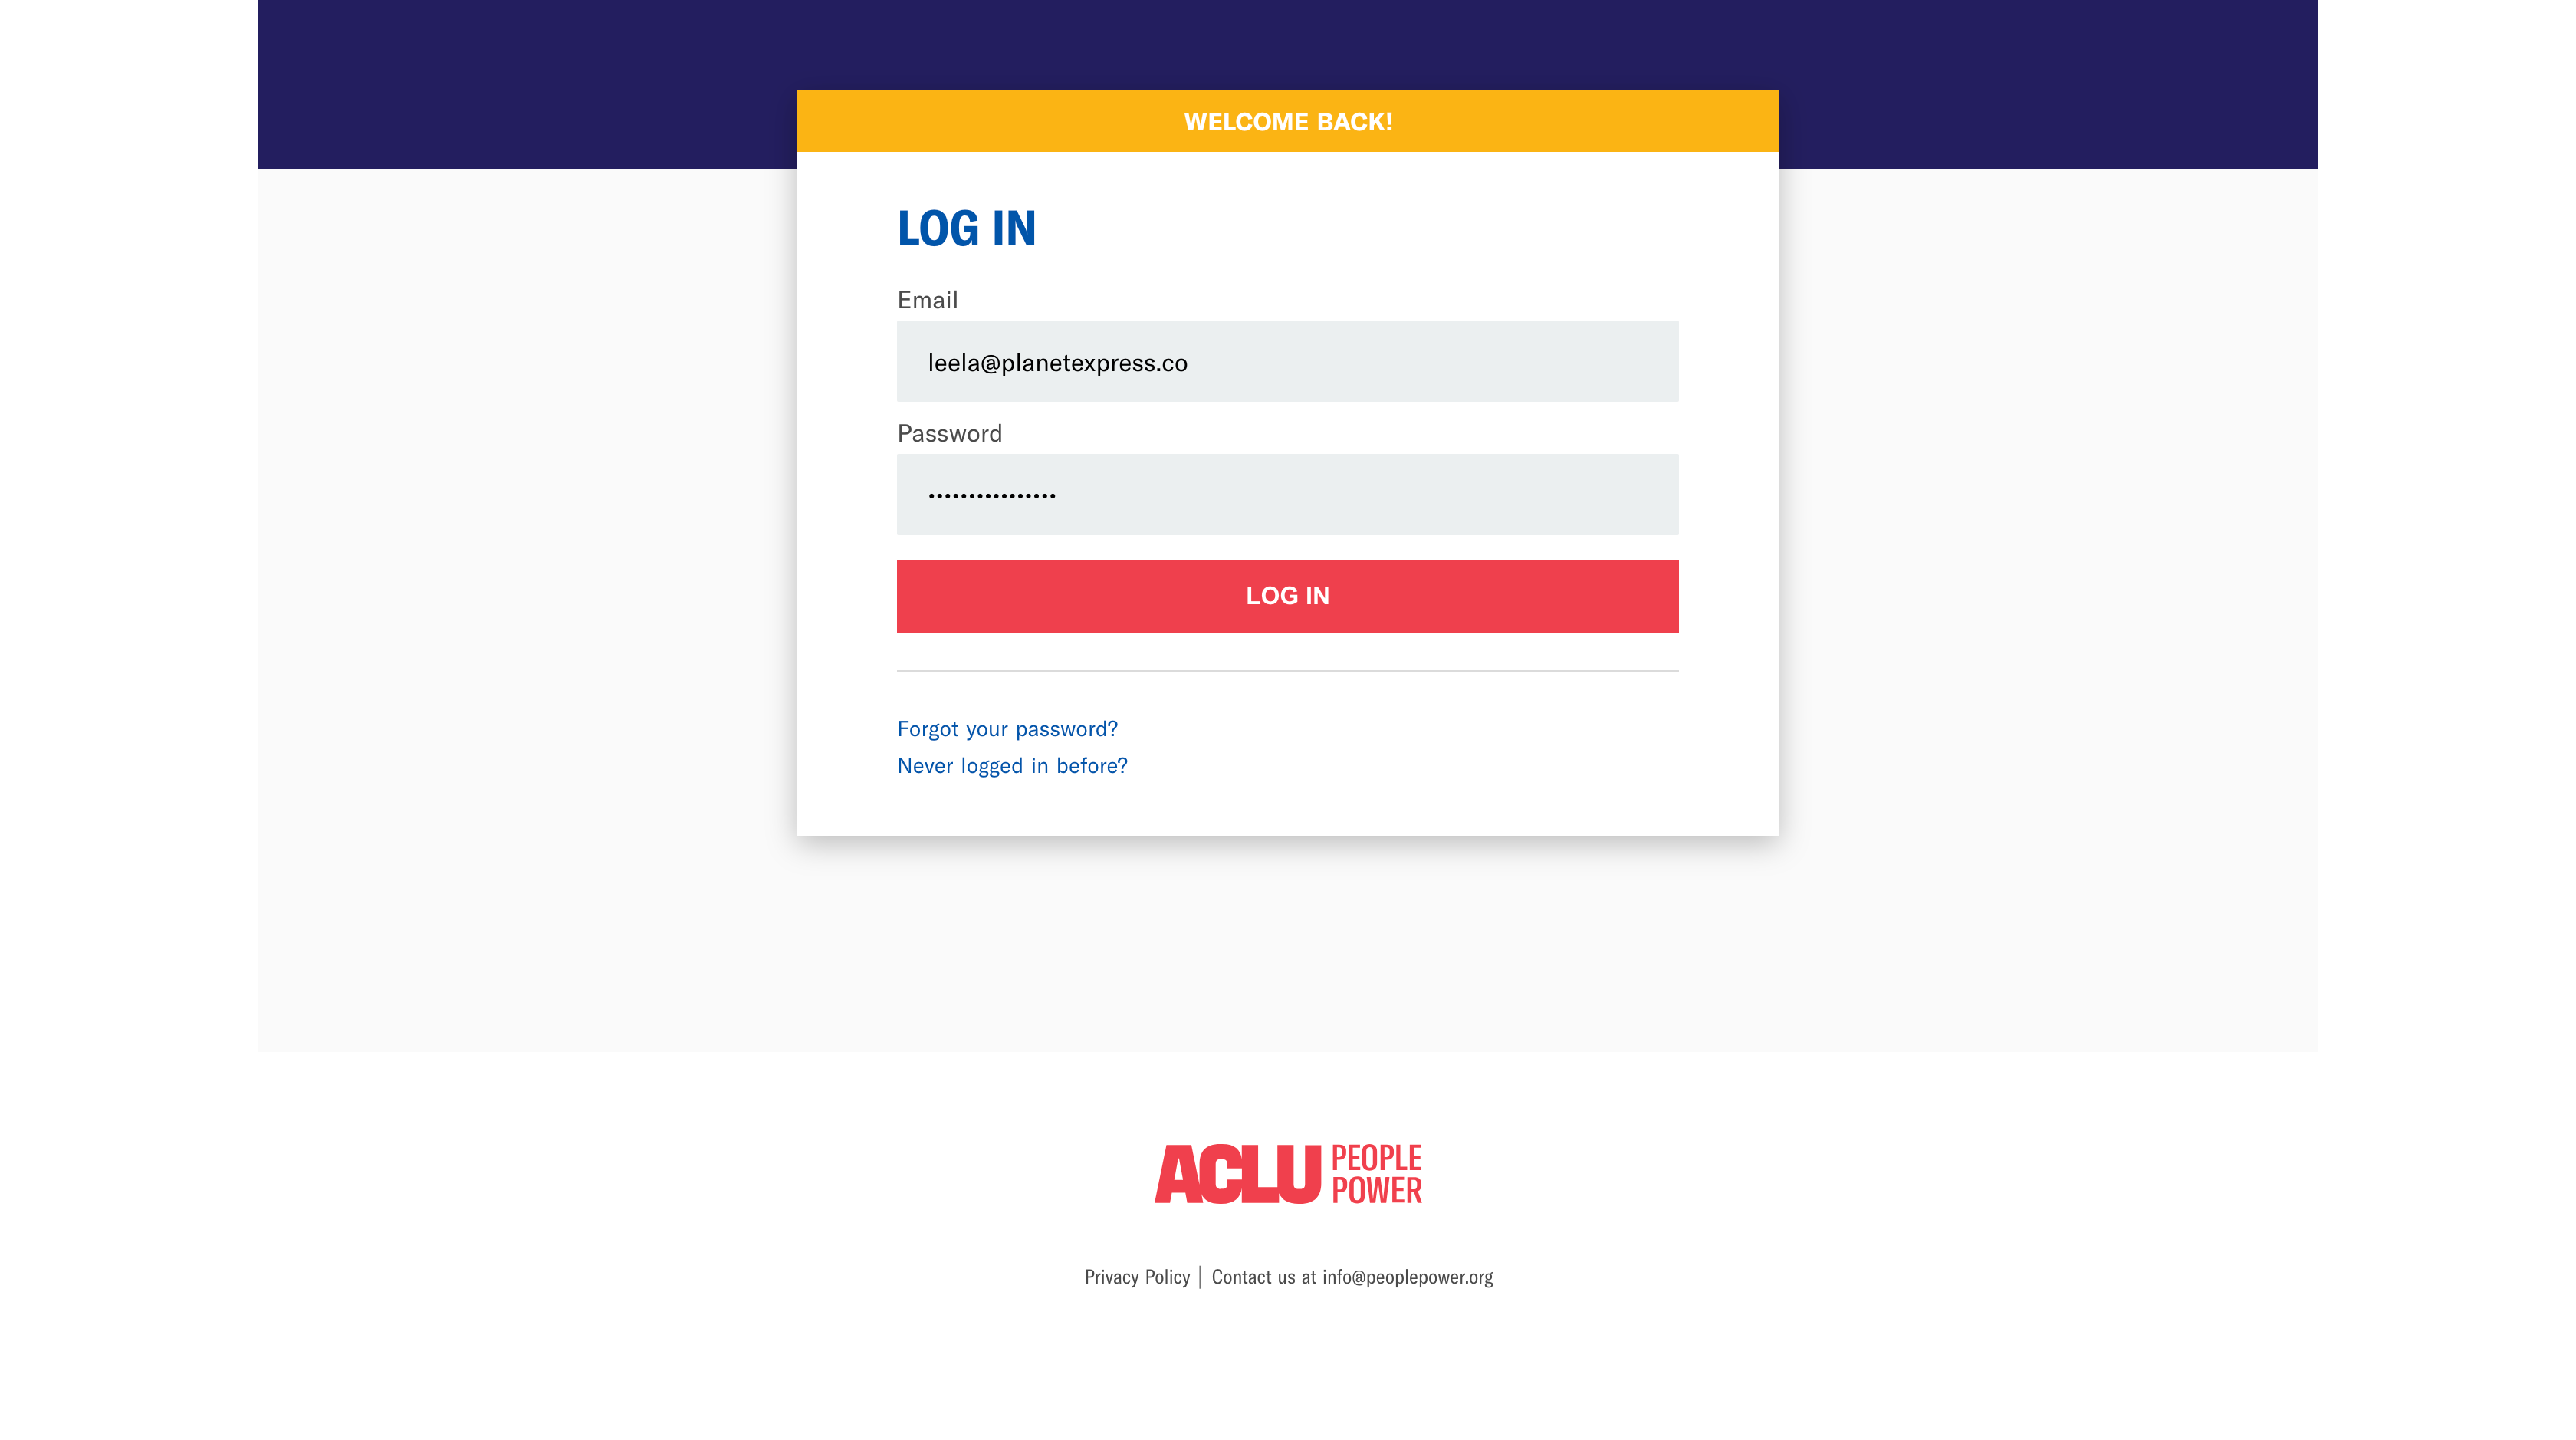 WELCOME BACK!
LOG IN
Email
leela@planetexpress.co
Password
••••••••••••••••
LOG IN
Forgot your password?
Never logged in before?
ACLU PEOPLE POWER
Privacy Policy | Contact us at info@peoplepower.org